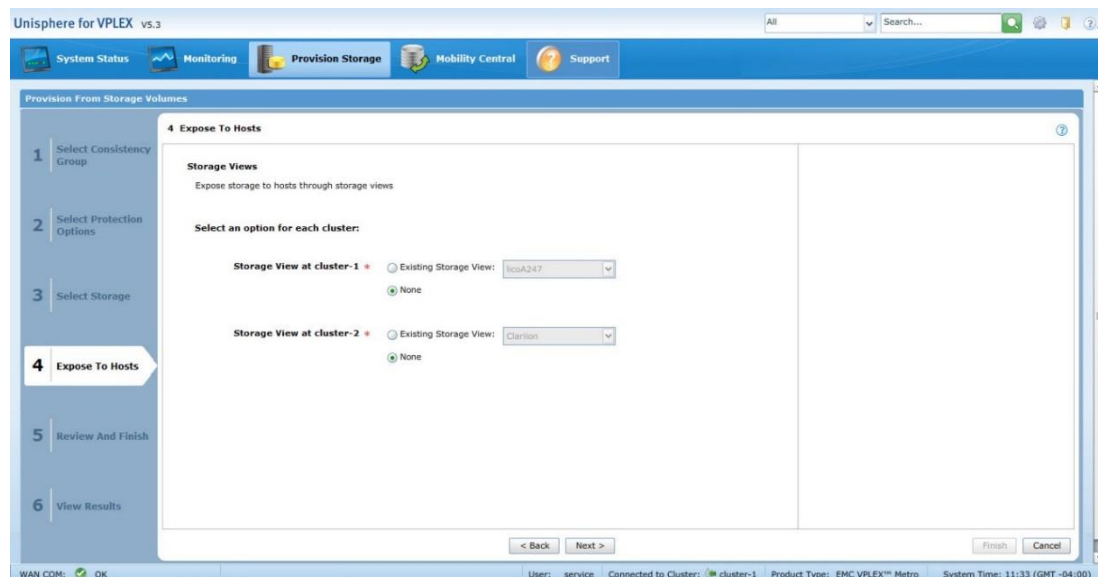 Unisphere for VPLEX V5.3
All
Search...
System Status
Monitoring
Provision Storage
Mobility Central
Support
Provision From Storage Volumes
1 Select Consistency Group
2 Select Protection Options
3 Select Storage
4 Expose To Hosts
5 Review And Finish
6 View Results
4 Expose To Hosts
Storage Views
Expose storage to hosts through storage views
Select an option for each cluster:
Storage View at cluster-1 * Existing Storage View: licoA247
None
Storage View at cluster-2 * Existing Storage View: Clariion
None
< Back Next > Finish Cancel
WAN COM: OK User: service Connected to Cluster: cluster-1 Product Type: EMC VPLEX™ Metro System Time: 11:33 (GMT -04:00)